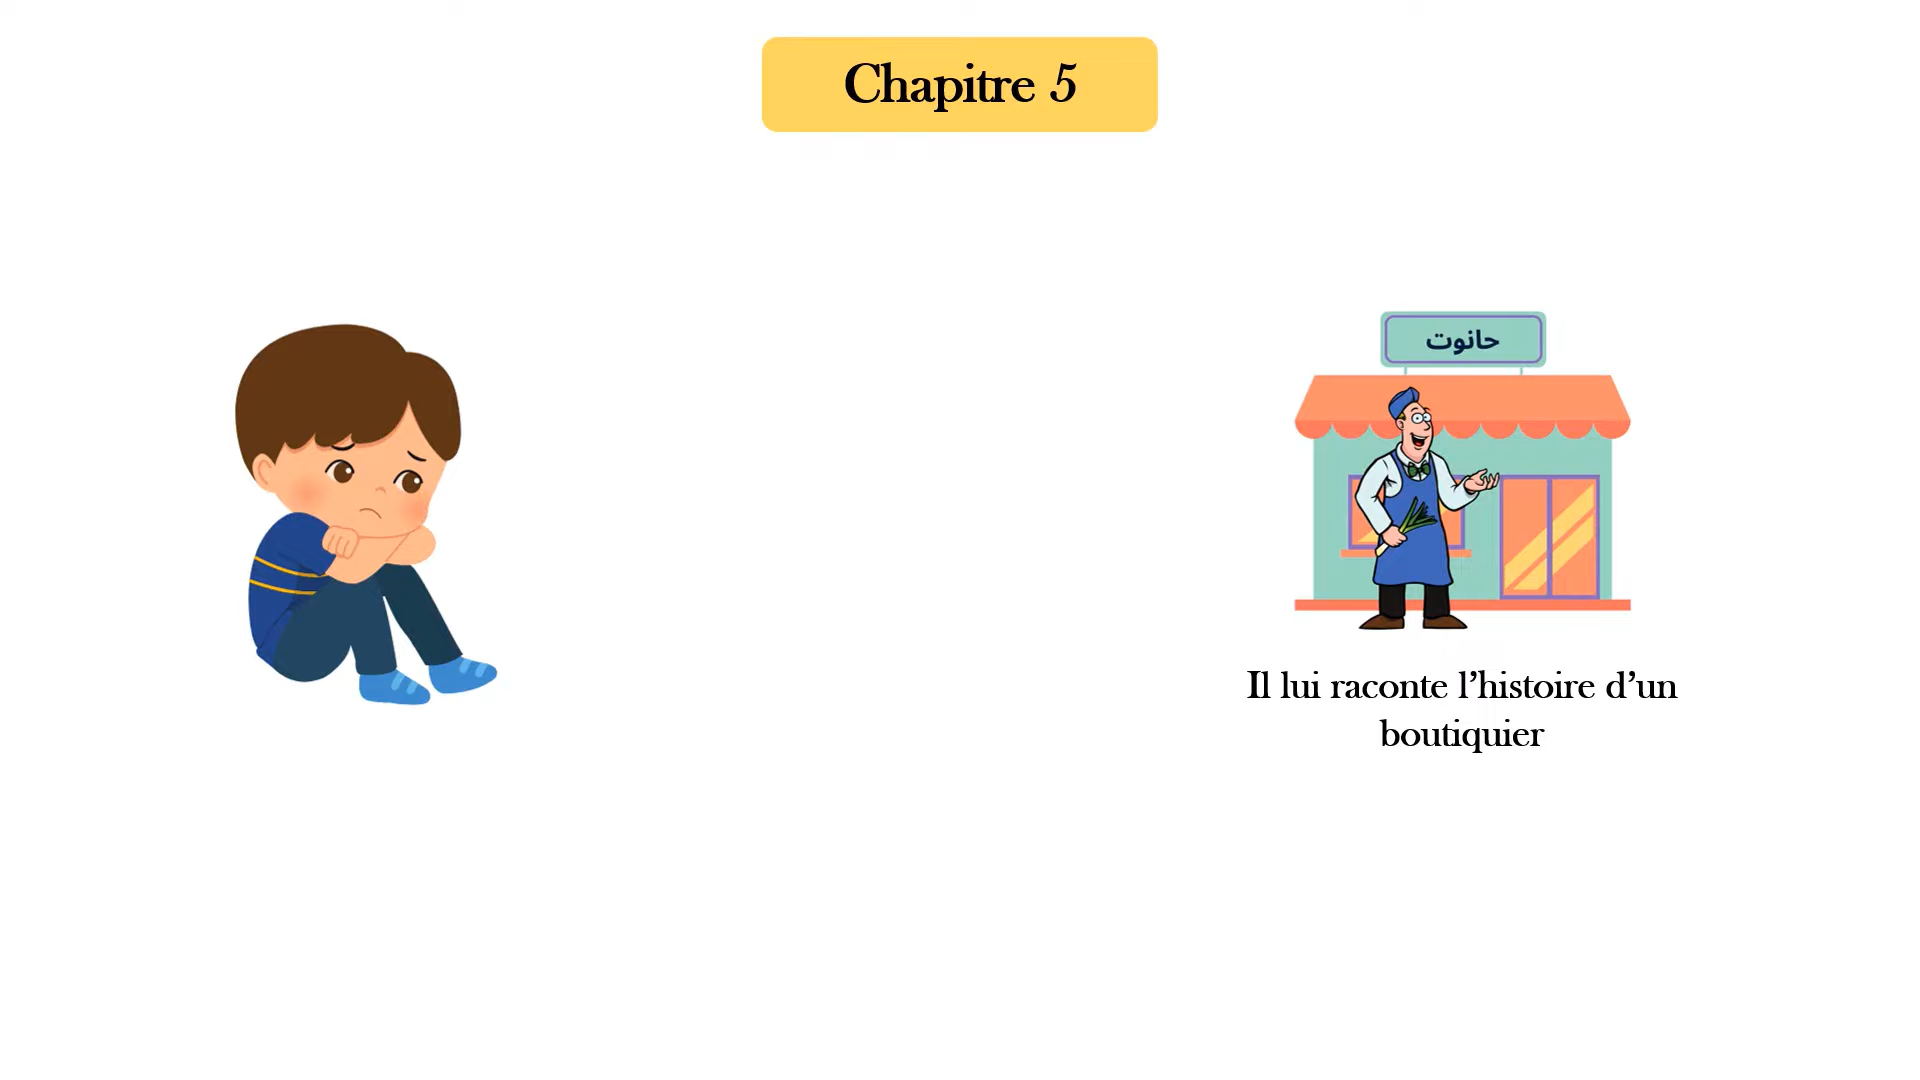 Chapitre 5
حانوت
Il lui raconte l’histoire d’un
boutiquier